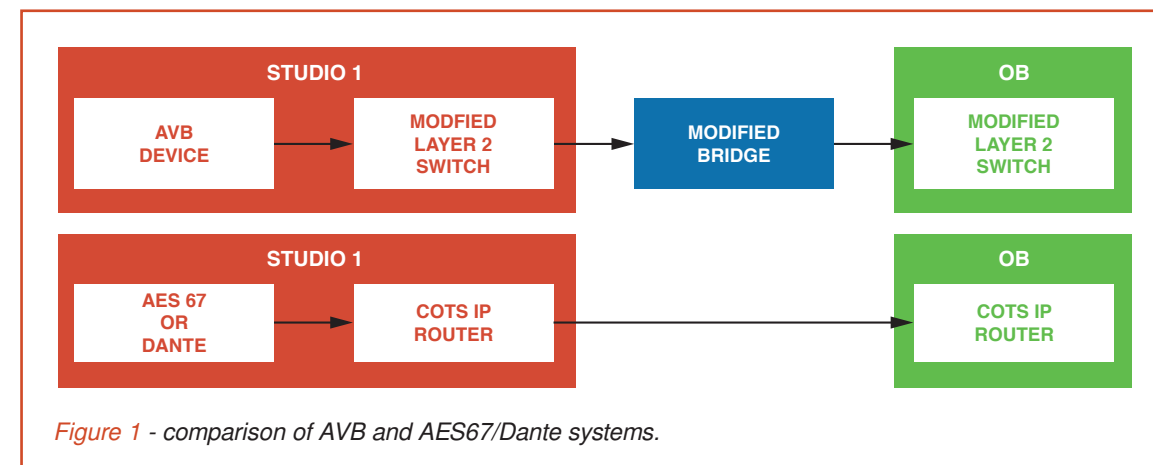 STUDIO 1
AVB
DEVICE
MODFIED
LAYER 2
SWITCH
MODIFIED
BRIDGE
OB
MODIFIED
LAYER 2
SWITCH
STUDIO 1
AES 67
OR
DANTE
COTS IP
ROUTER
OB
COTS IP
ROUTER
Figure 1 - comparison of AVB and AES67/Dante systems.